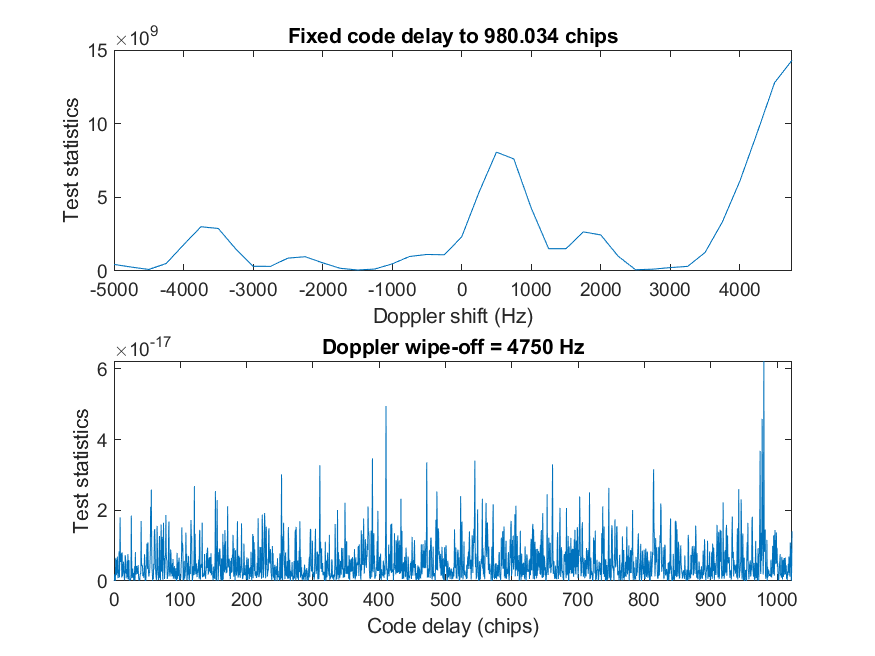 ×10^9
Fixed code delay to 980.034 chips
15
10
5
0
Test statistics
-5000 -4000 -3000 -2000 -1000 0 1000 2000 3000 4000
Doppler shift (Hz)
×10^-17
Doppler wipe-off = 4750 Hz
6
4
2
0
Test statistics
0 100 200 300 400 500 600 700 800 900 1000
Code delay (chips)